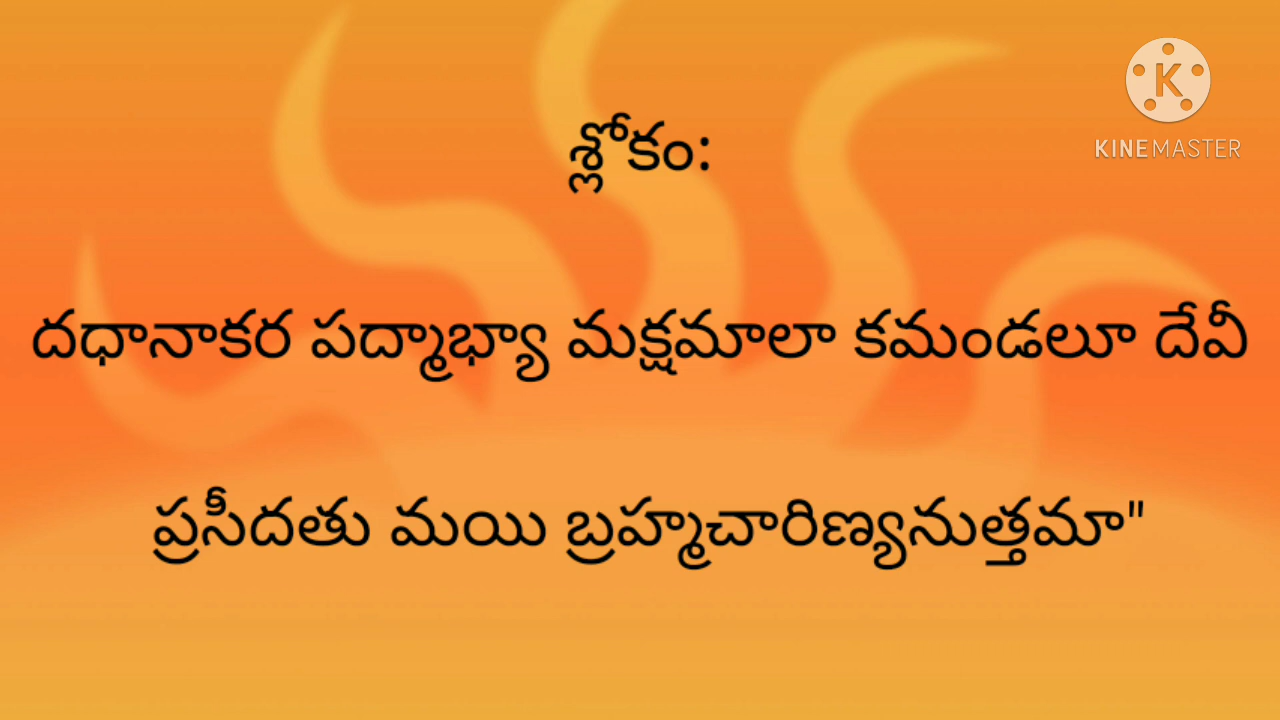 KINEMASTER
శ్లోకం:
దధానాకర పద్మాభ్యా మక్షమాలా కమండలూ దేవీ
ప్రసీదతు మయి బ్రహ్మచారిణ్యనుత్తమా"